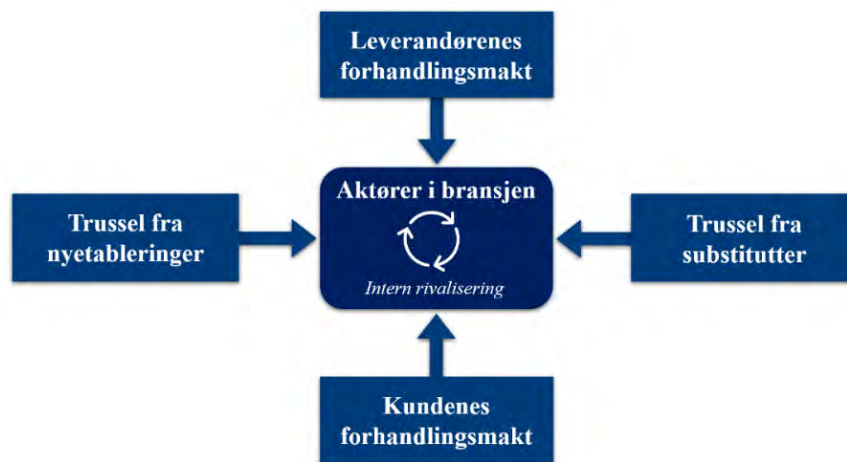 Leverandørenes
forhandlingsmakt
Aktører i bransjen
Intern rivalisering
Trussel fra
nyetableringer
Trussel fra
substitutter
Kundenes
forhandlingsmakt